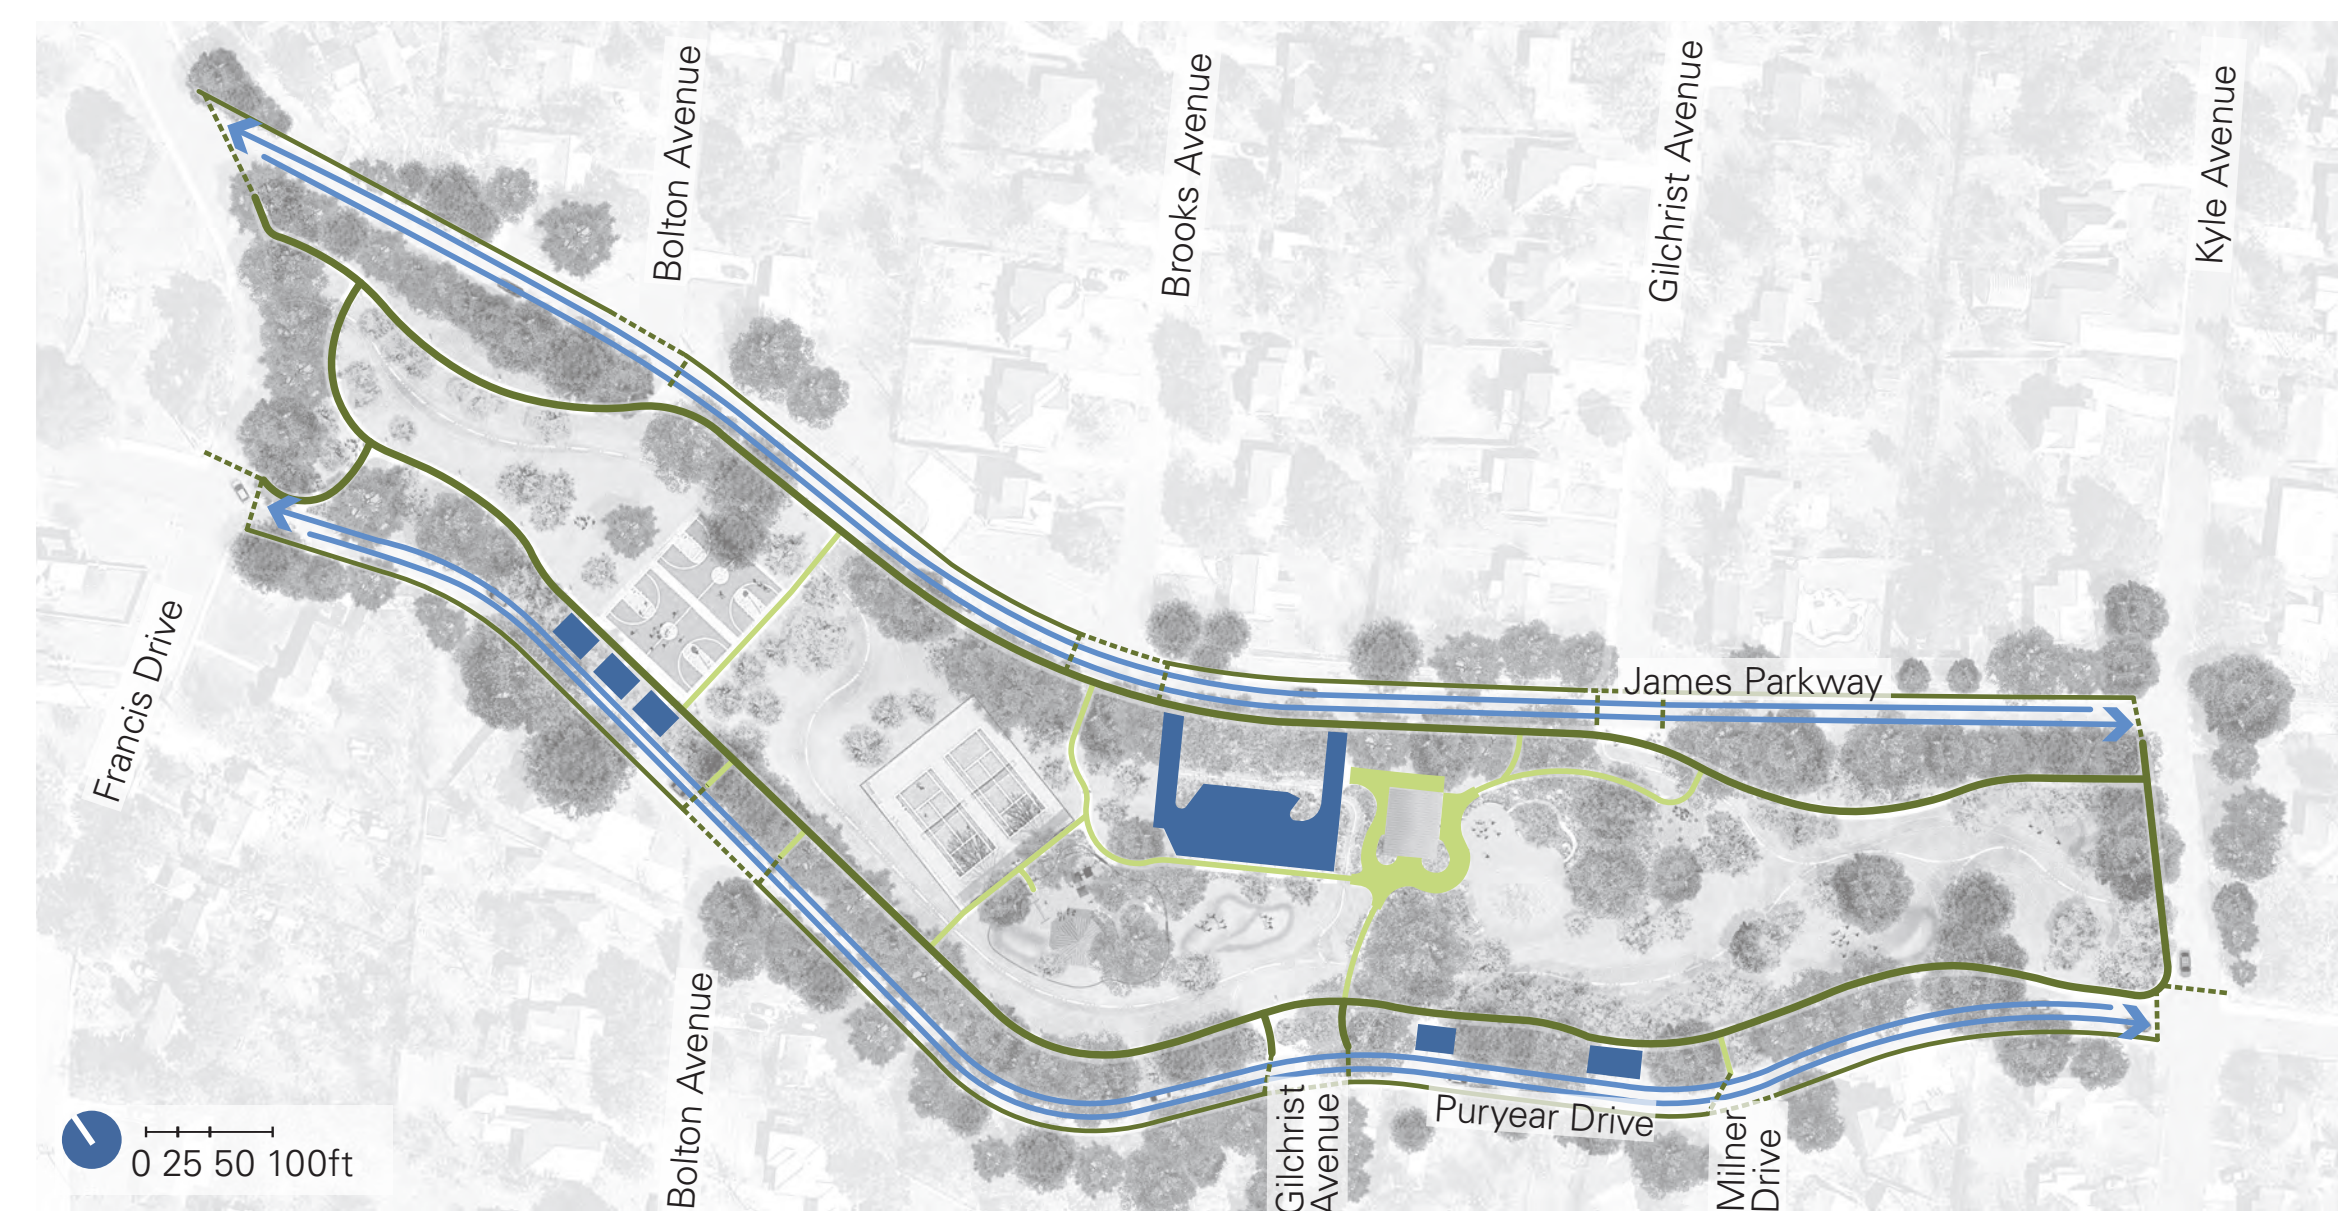 Bolton Avenue
Brooks Avenue
Gilchrist Avenue
Kyle Avenue
Francis Drive
James Parkway
Bolton Avenue
Gilchrist
Avenue
Puryear Drive
Milner
Drive
0 25 50 100ft